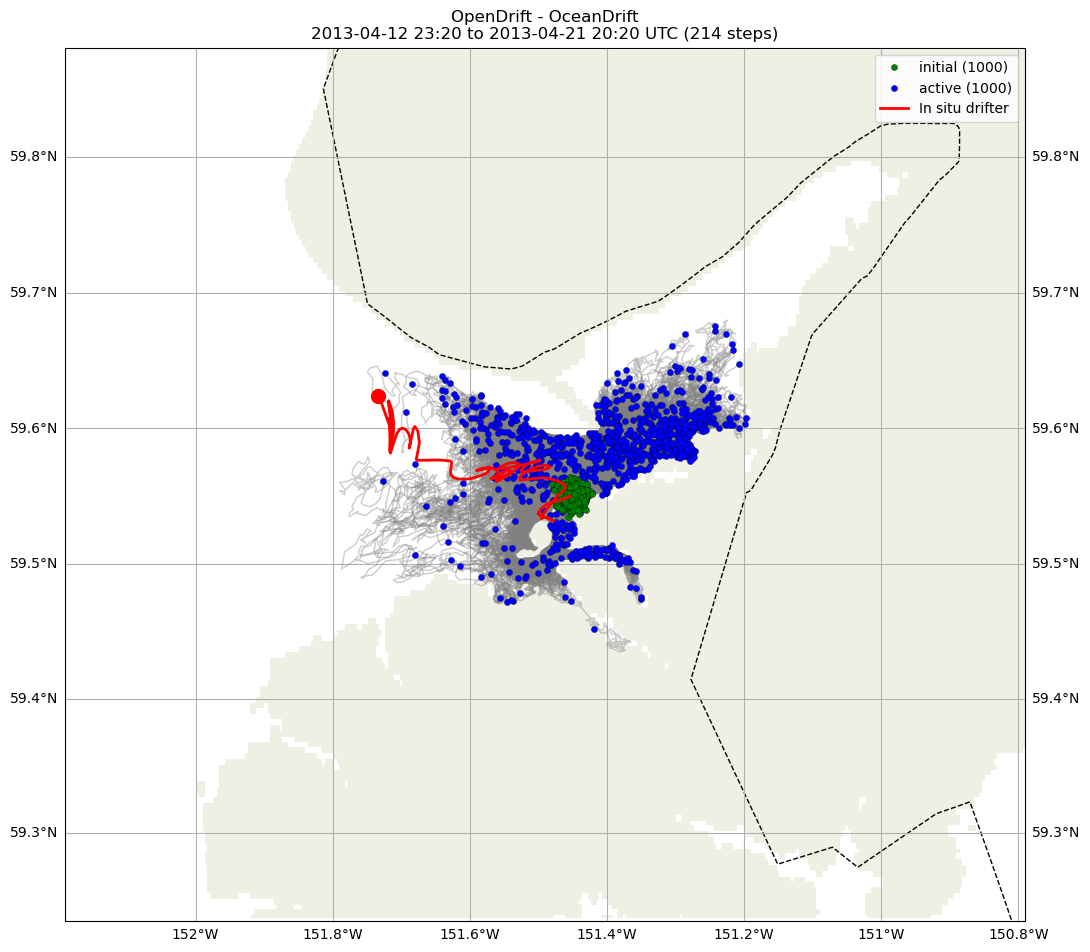 OpenDrift - OceanDrift
2013-04-12 23:20 to 2013-04-21 20:20 UTC (214 steps)
initial (1000)
active (1000)
In situ drifter
59.8°N
59.8°N
59.7°N
59.7°N
59.6°N
59.6°N
59.5°N
59.5°N
59.4°N
59.4°N
59.3°N
59.3°N
152°W
151.8°W
151.6°W
151.4°W
151.2°W
151°W
150.8°W